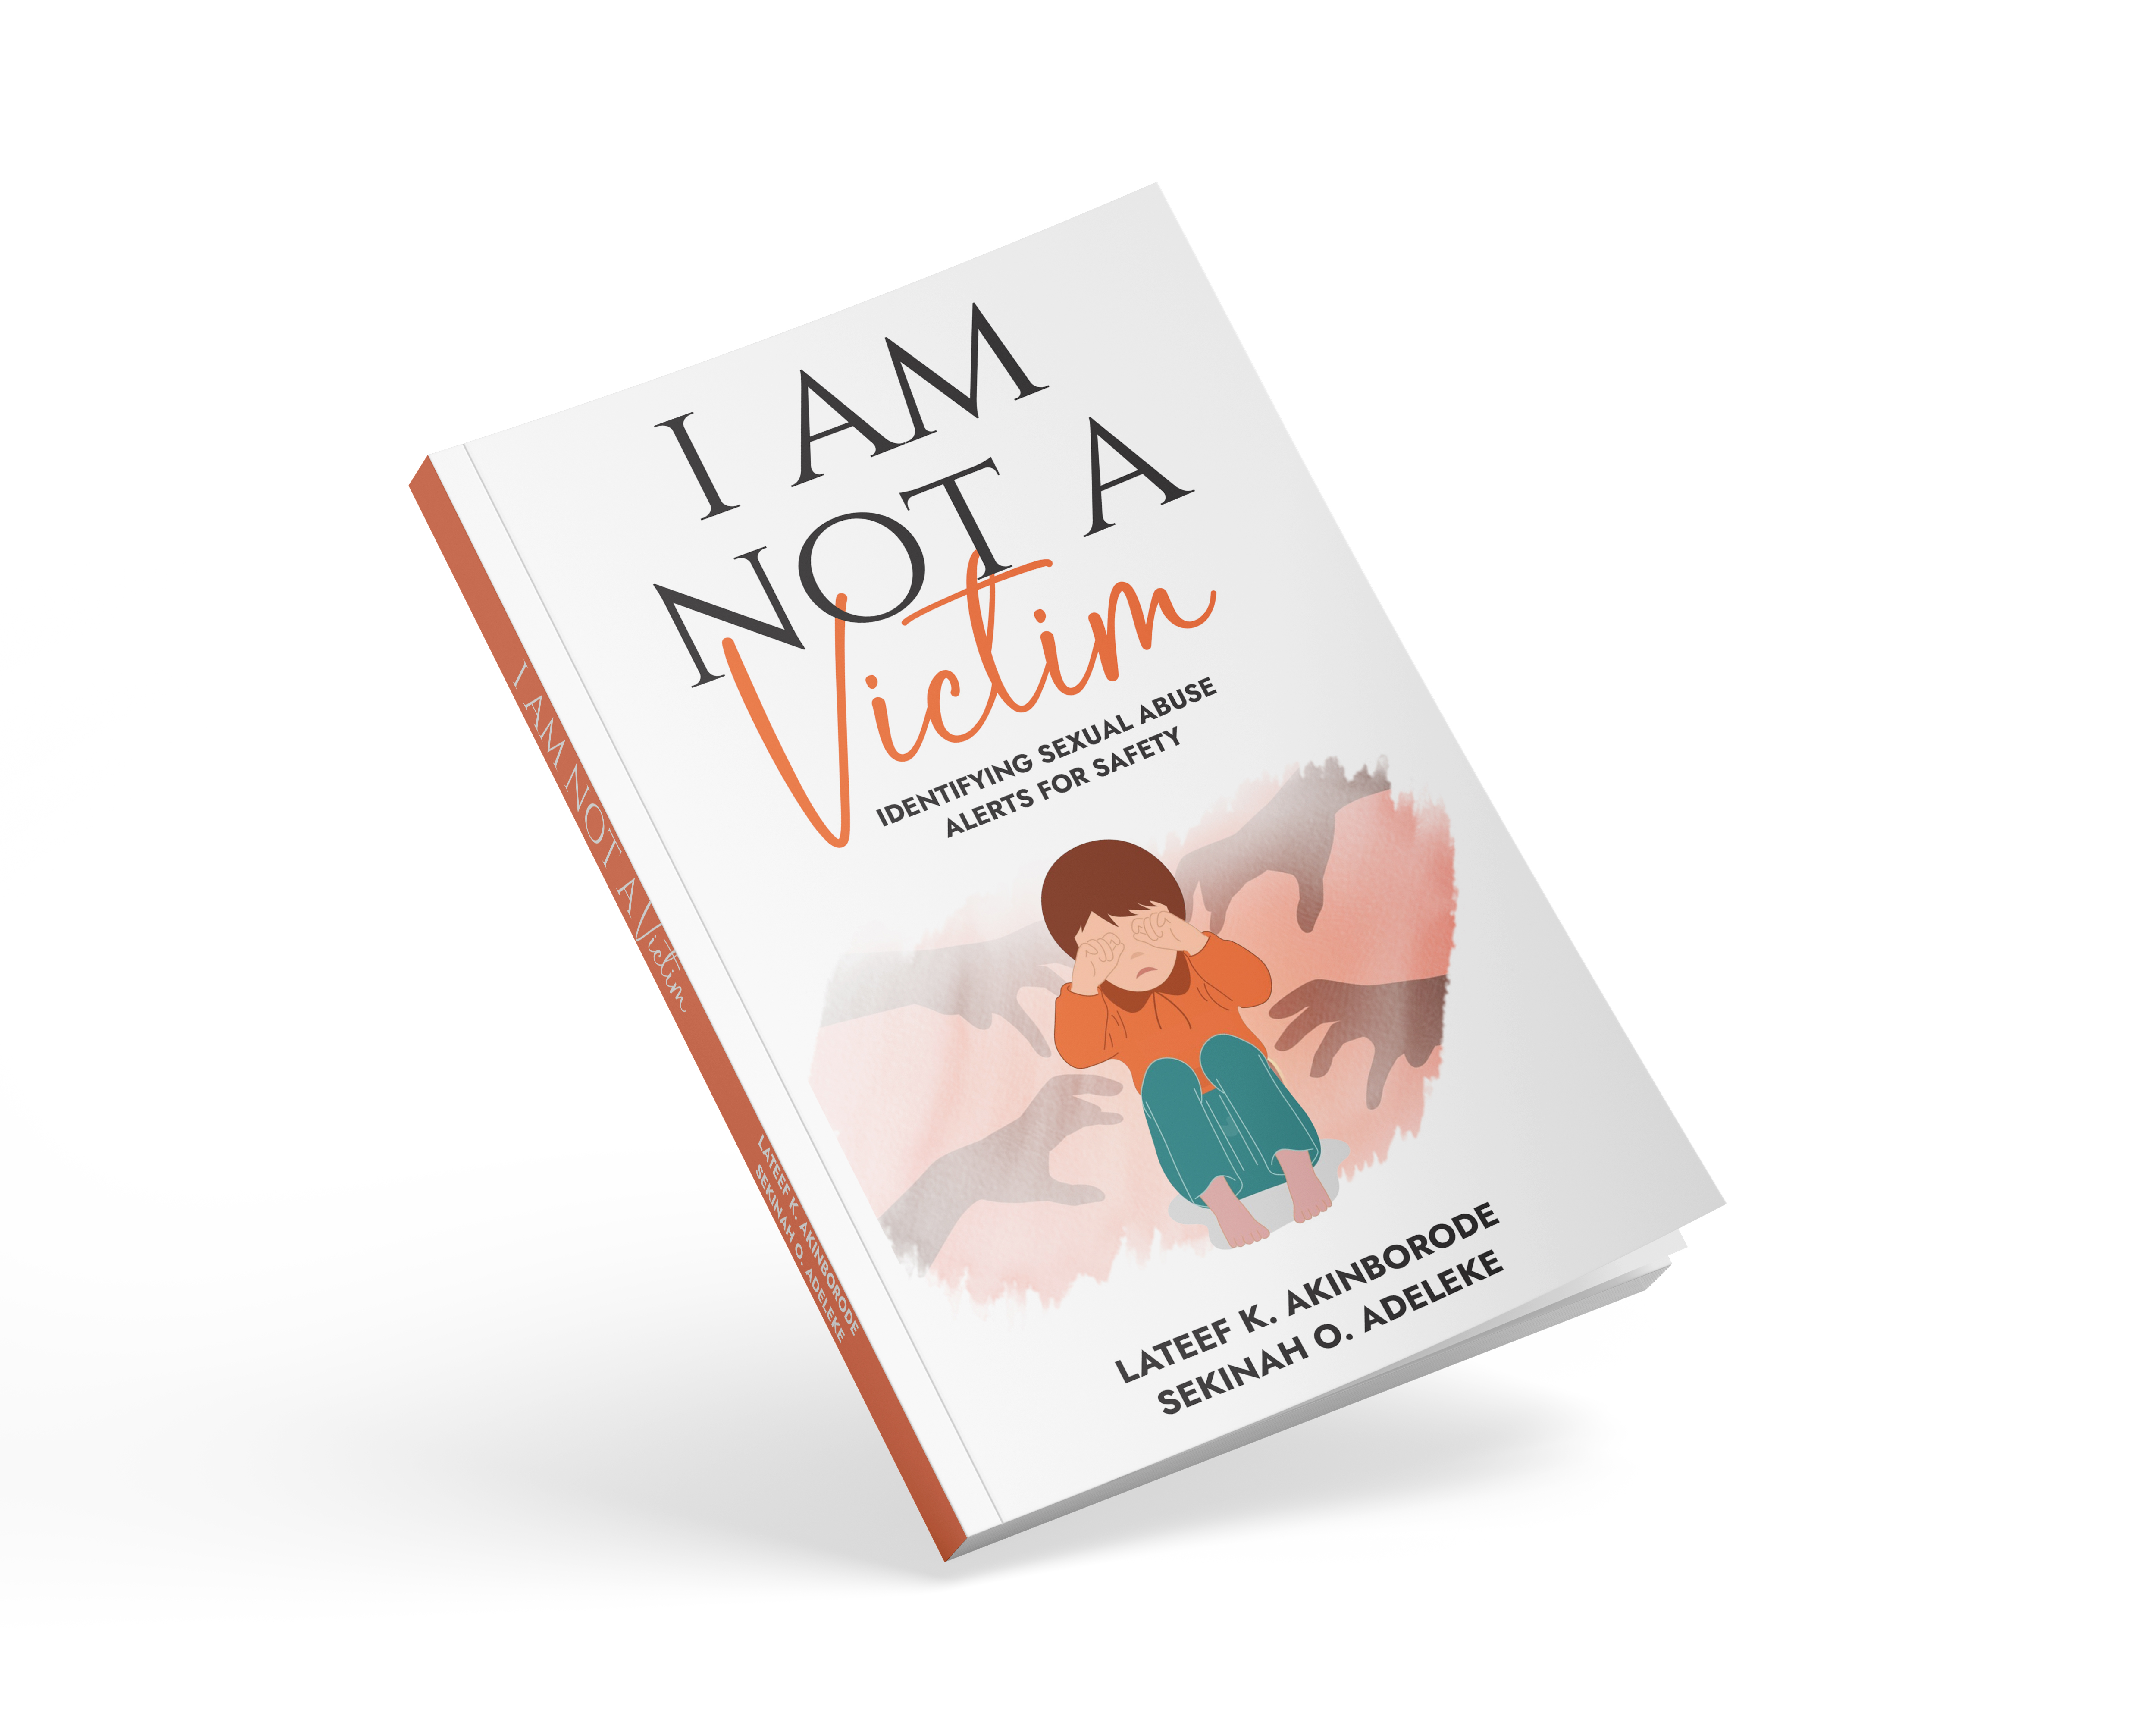 I AM
NOT A
Victim
IDENTIFYING SEXUAL ABUSE
ALERTS FOR SAFETY
LATEEF K. AKINBORODE
SEKINAH O. ADELEKE
I AM NOT A Victim
LATEEF K. AKINBORODE
SEKINAH O. ADELEKE